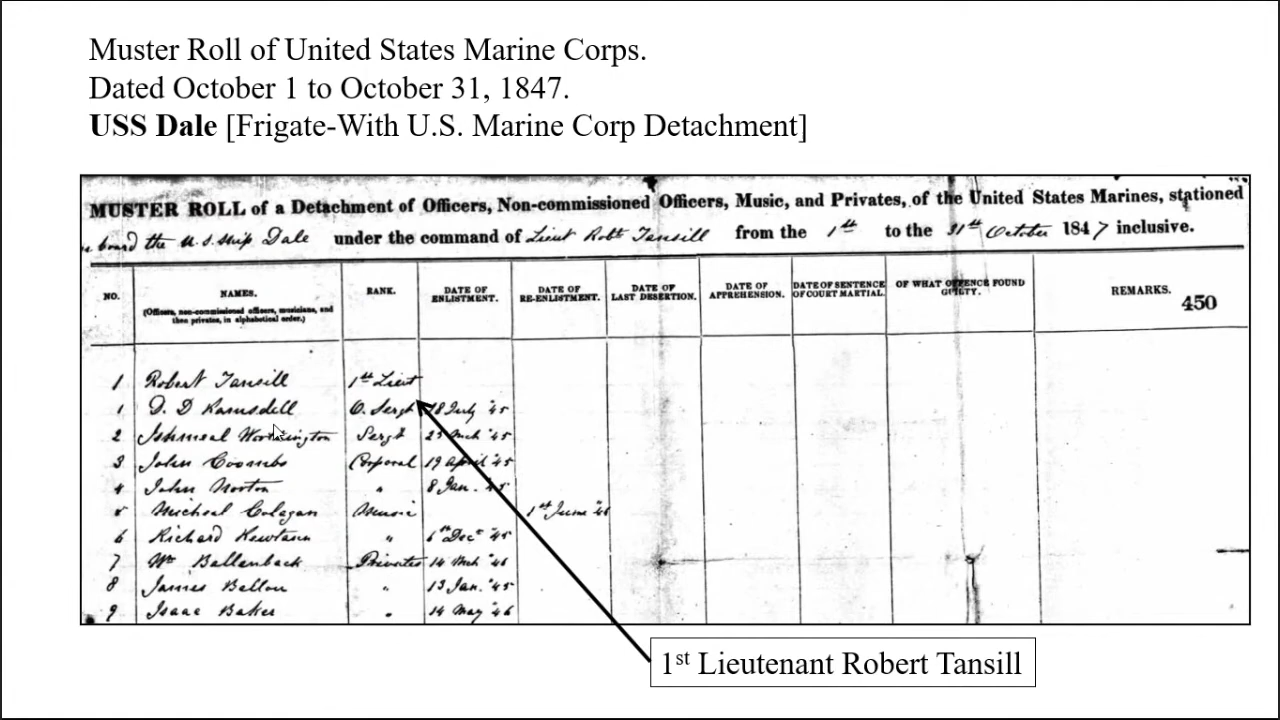 Muster Roll of United States Marine Corps.
Dated October 1 to October 31, 1847.
USS Dale [Frigate-With U.S. Marine Corp Detachment]
MUSTER ROLL of a Detachment of Officers, Non-commissioned Officers, Music, and Privates, of the United States Marines, stationed
board the U.S. Ship Dale under the command of Lieut Robt Tansill from the 1st to the 31st October 1847 inclusive.
NO. NAMES. RANK. DATE OF ENLISTMENT. DATE OF RE-ENLISTMENT. DATE OF LAST DESERTION. DATE OF APPREHENSION. DATE OF SENTENCE OF COURT MARTIAL. OF WHAT OFFENCE FOUND GUILTY. REMARKS.
(Officers, non-commissioned officers, musicians, and then privates, in alphabetical order.)
450
1 Robert Tansill 1st Lieut
1 D Ramsdell O. Sergt 18 July '45
2 Sergt 23 Mch '45
3 John Coombs Corporal 19 April '45
4 John Norton " 8 Jan. '45
5 Micheal Colagan Music 1st June '46
6 Richard " 6th Decr '45
7 Wm Ballenback Privates 14 Mch '46
8 James Ballou " 13 Jan. '45
9 Isaac Baker " 14 May '46
1st Lieutenant Robert Tansill